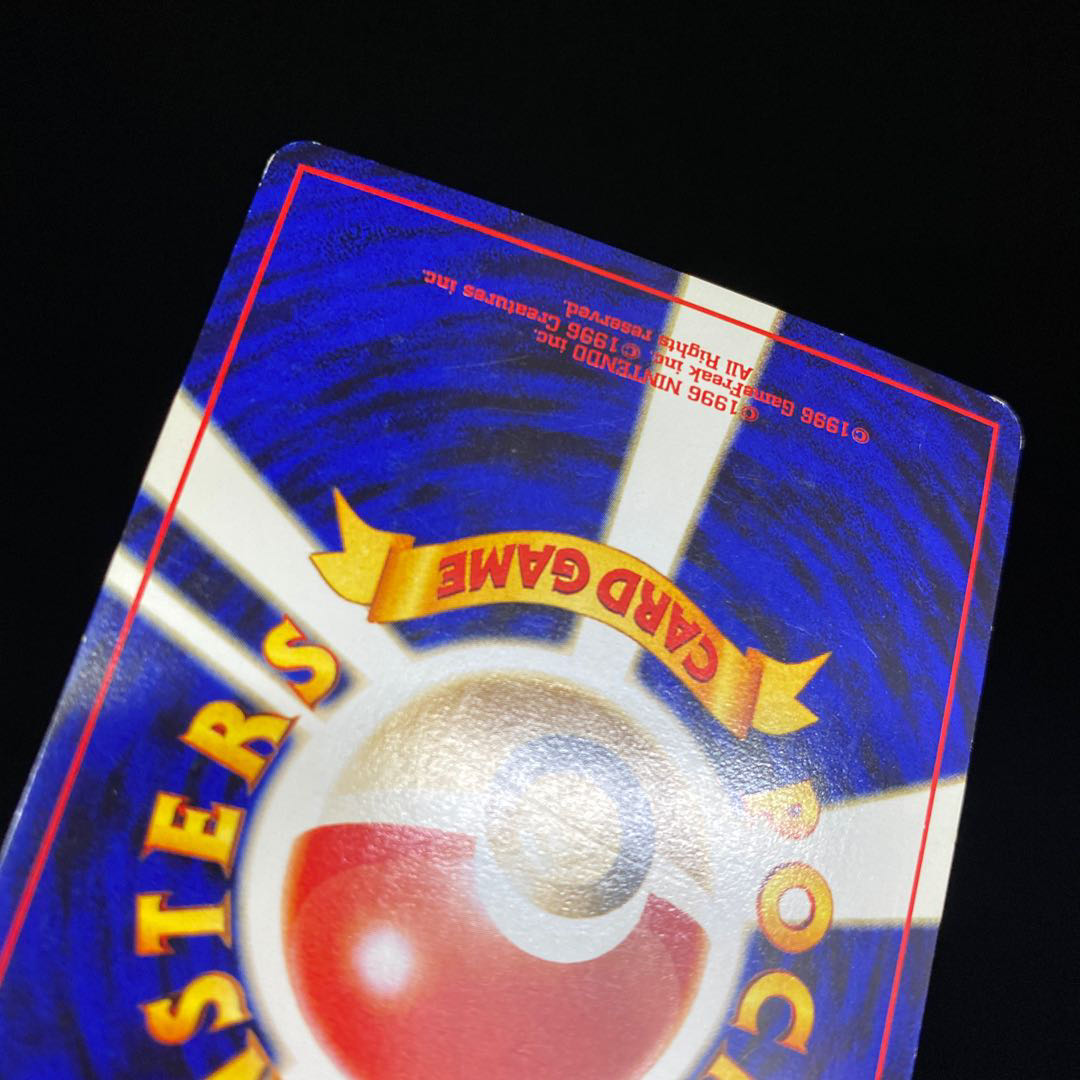 POC
STERS
CARD GAME
©1996 NINTENDO inc.
©1996 GameFreak inc. ©1996 Creatures inc.
All Rights reserved.